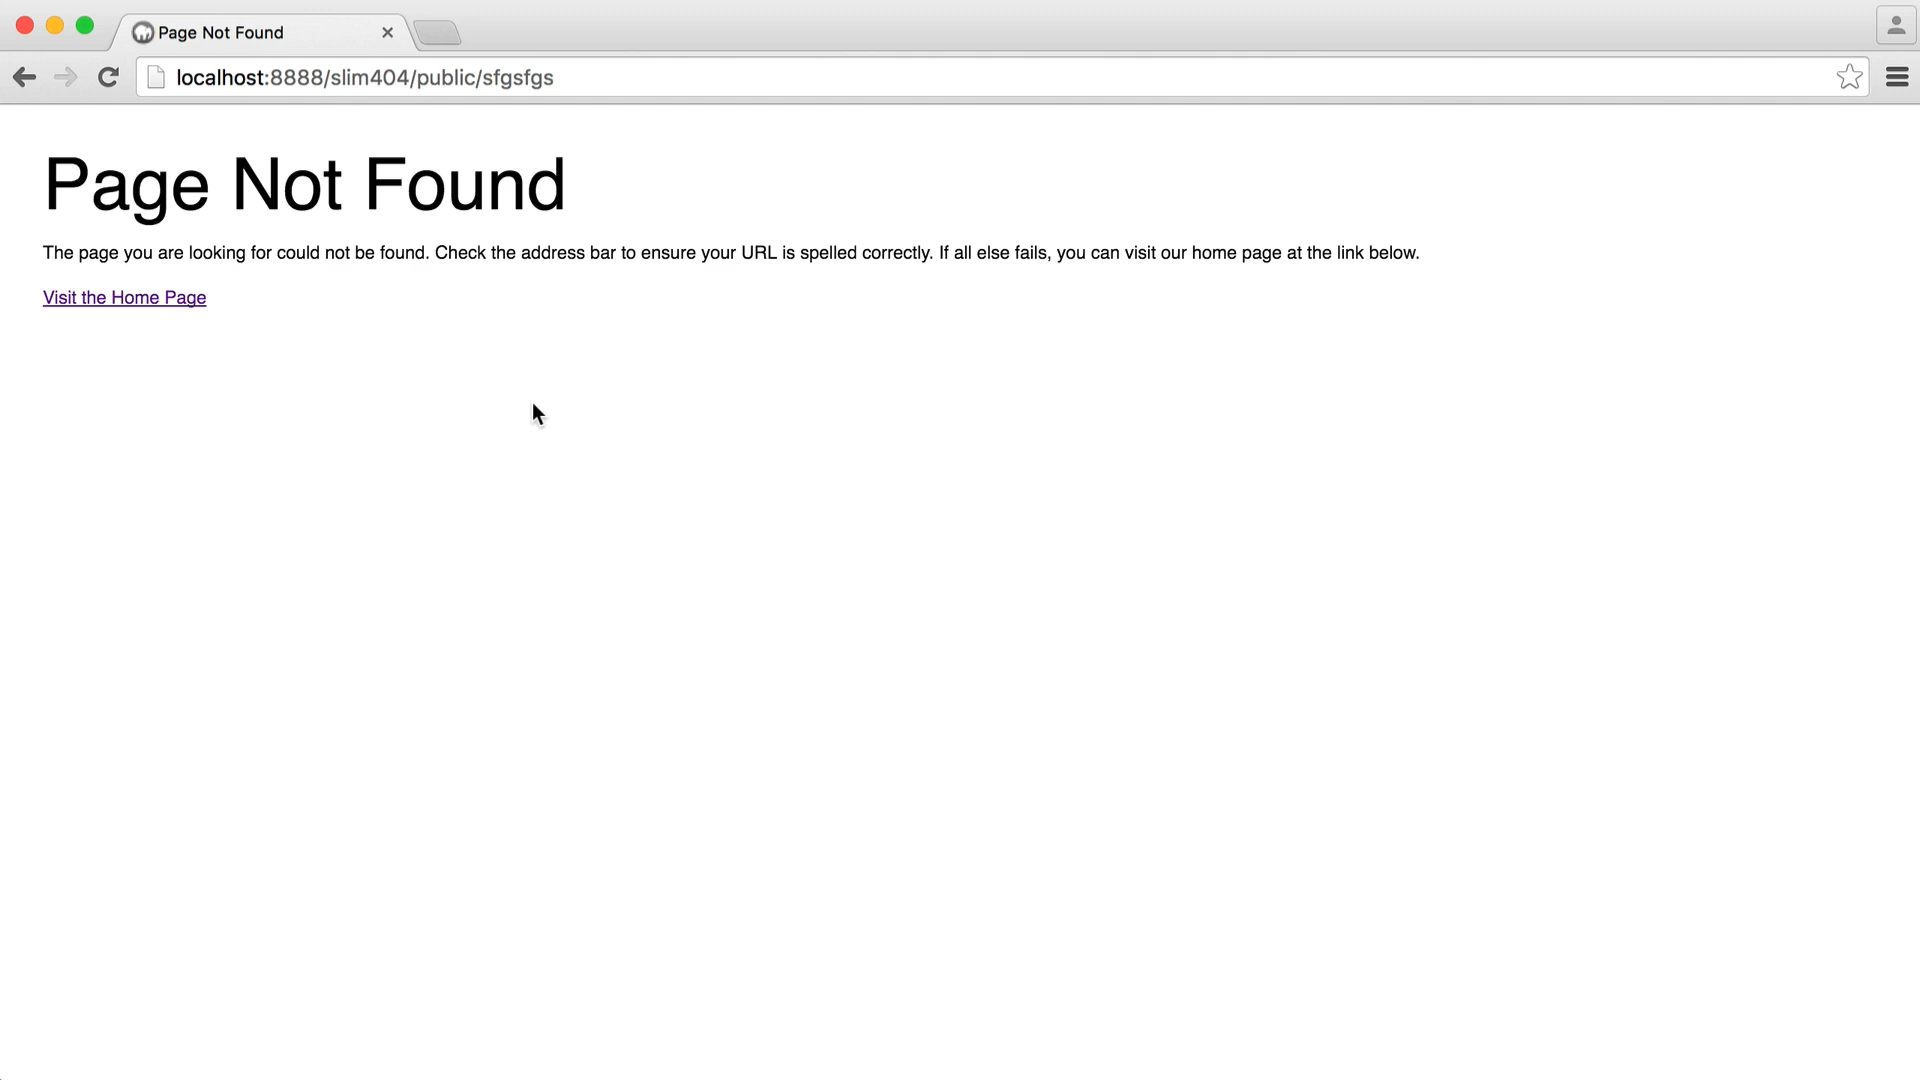 Page Not Found
localhost:8888/slim404/public/sfgsfgs
Page Not Found
The page you are looking for could not be found. Check the address bar to ensure your URL is spelled correctly. If all else fails, you can visit our home page at the link below.
Visit the Home Page